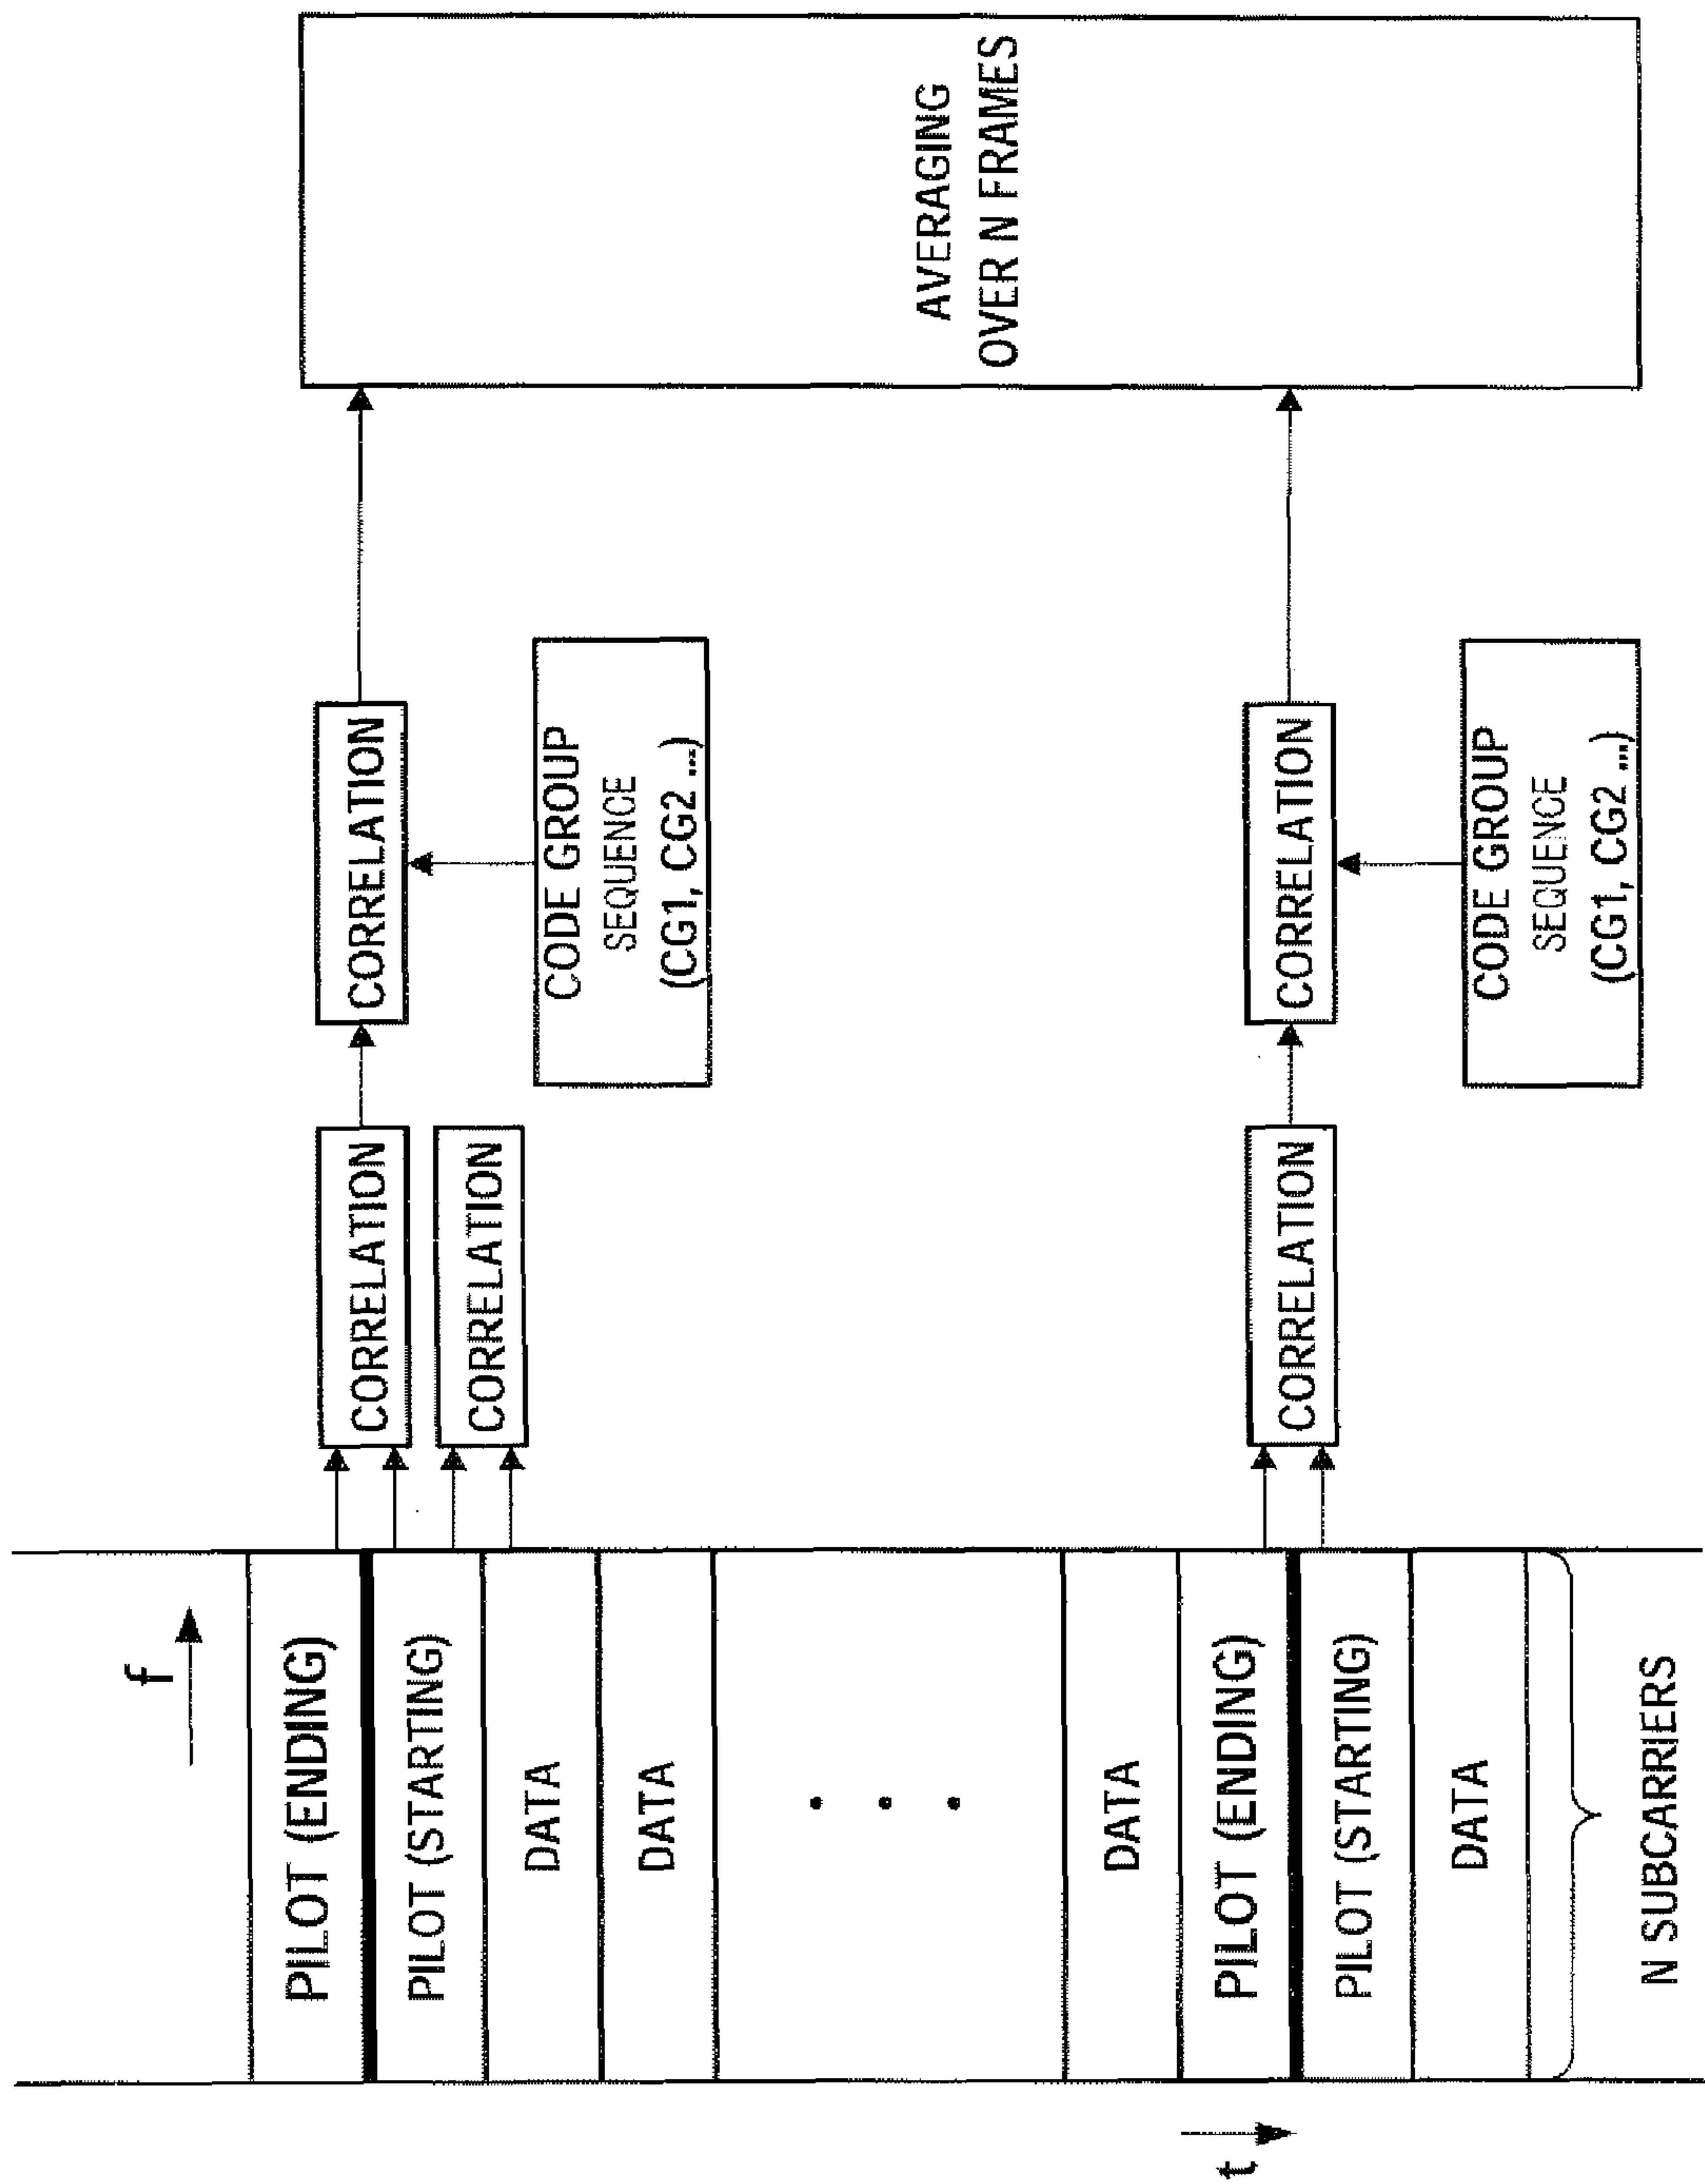 f
PILOT (ENDING)
PILOT (STARTING)
DATA
DATA
DATA
PILOT (ENDING)
PILOT (STARTING)
DATA
N SUBCARRIERS
t
CORRELATION
CORRELATION
CORRELATION
CORRELATION
CODE GROUP
SEQUENCE
(CG1, CG2 ...)
CORRELATION
CODE GROUP
SEQUENCE
(CG1, CG2 ...)
AVERAGING
OVER N FRAMES